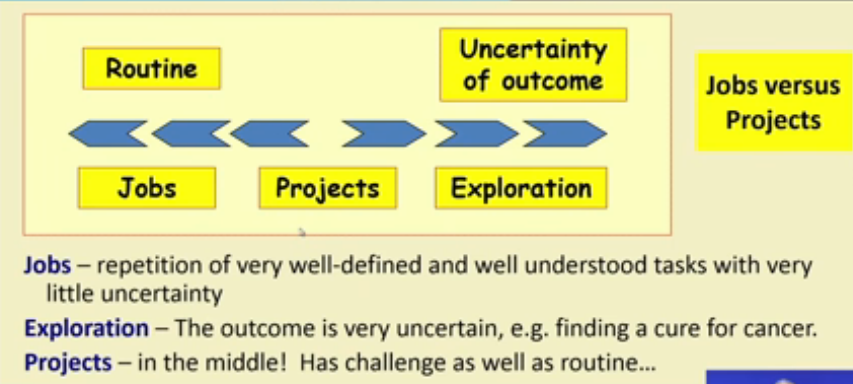 Routine
Uncertainty
of outcome
Jobs versus
Projects
Jobs
Projects
Exploration
Jobs – repetition of very well-defined and well understood tasks with very
little uncertainty
Exploration – The outcome is very uncertain, e.g. finding a cure for cancer.
Projects – in the middle!  Has challenge as well as routine...